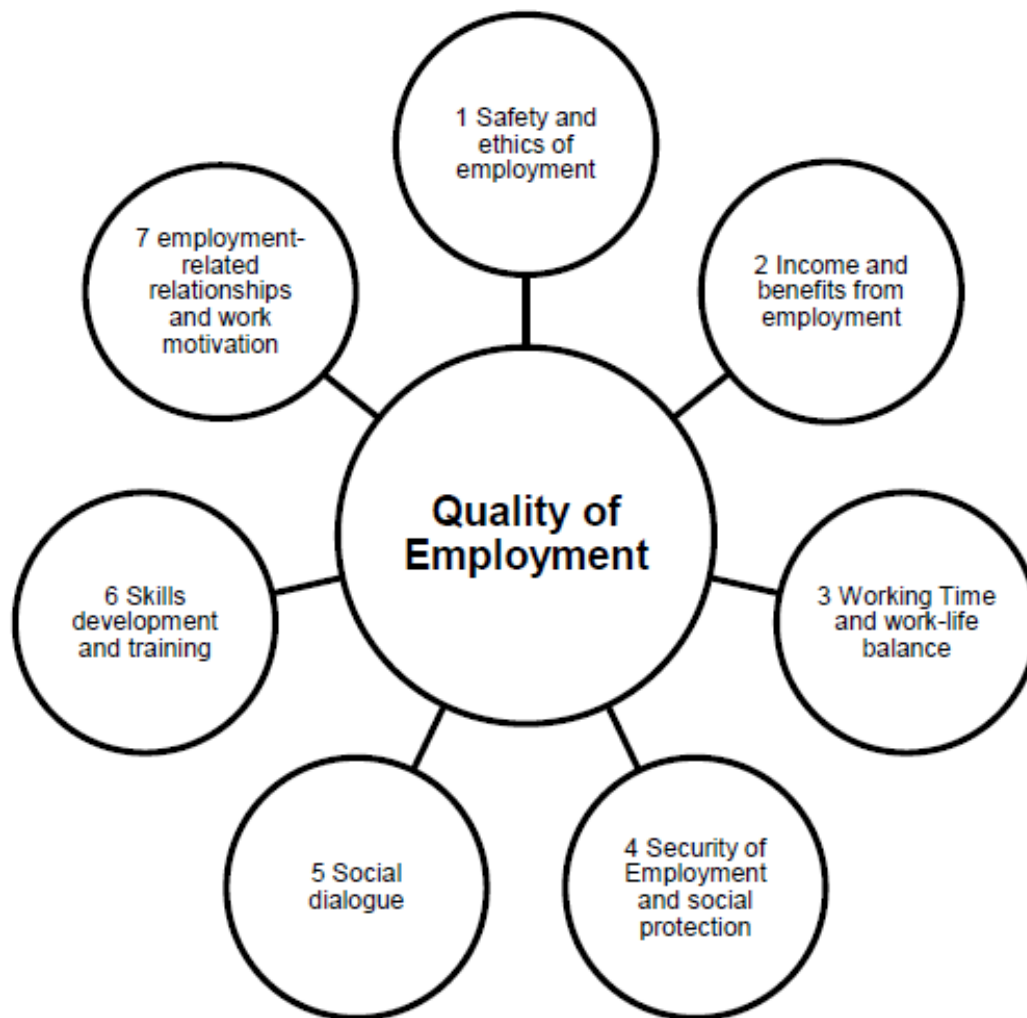 1 Safety and
ethics of
employment
2 Income and
benefits from
employment
3 Working Time
and work-life
balance
4 Security of
Employment
and social
protection
5 Social
dialogue
6 Skills
development
and training
7 employment-
related
relationships
and work
motivation
Quality of
Employment